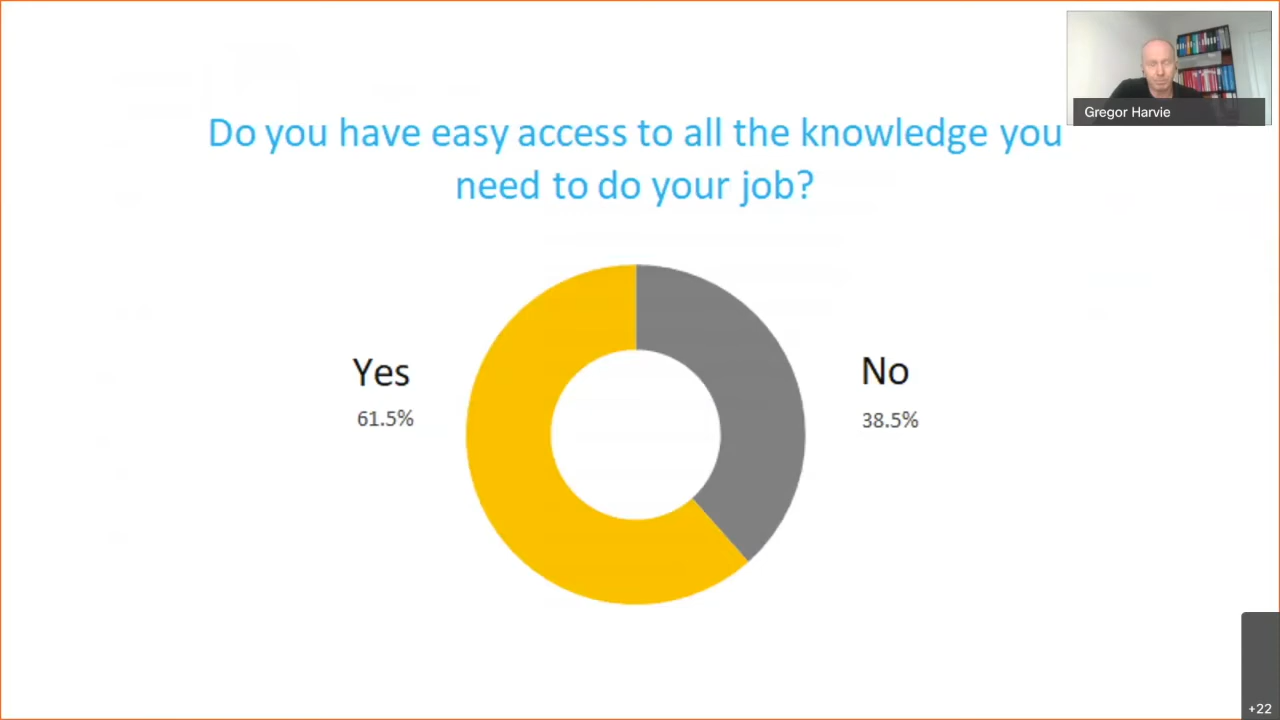 Gregor Harvie
Do you have easy access to all the knowledge you
need to do your job?
Yes
61.5%
No
38.5%
+22